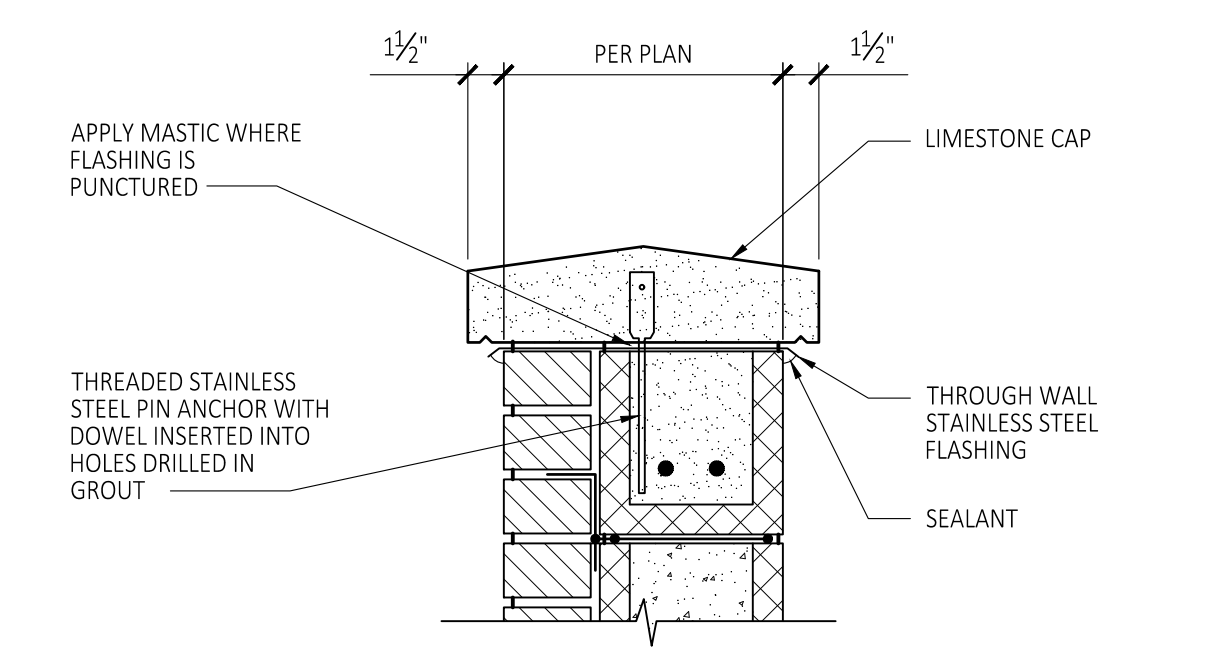 1½"
PER PLAN
1½"
APPLY MASTIC WHERE
FLASHING IS
PUNCTURED
LIMESTONE CAP
THREADED STAINLESS
STEEL PIN ANCHOR WITH
DOWEL INSERTED INTO
HOLES DRILLED IN
GROUT
THROUGH WALL
STAINLESS STEEL
FLASHING
SEALANT